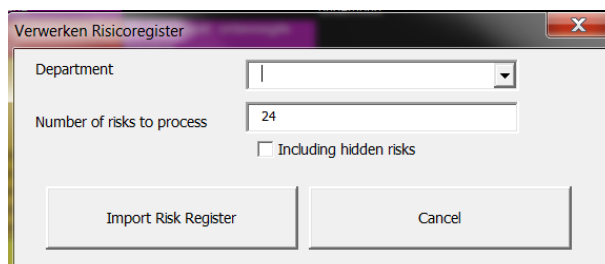 Verwerken Risicoregister
Department
Number of risks to process
24
Including hidden risks
Import Risk Register
Cancel